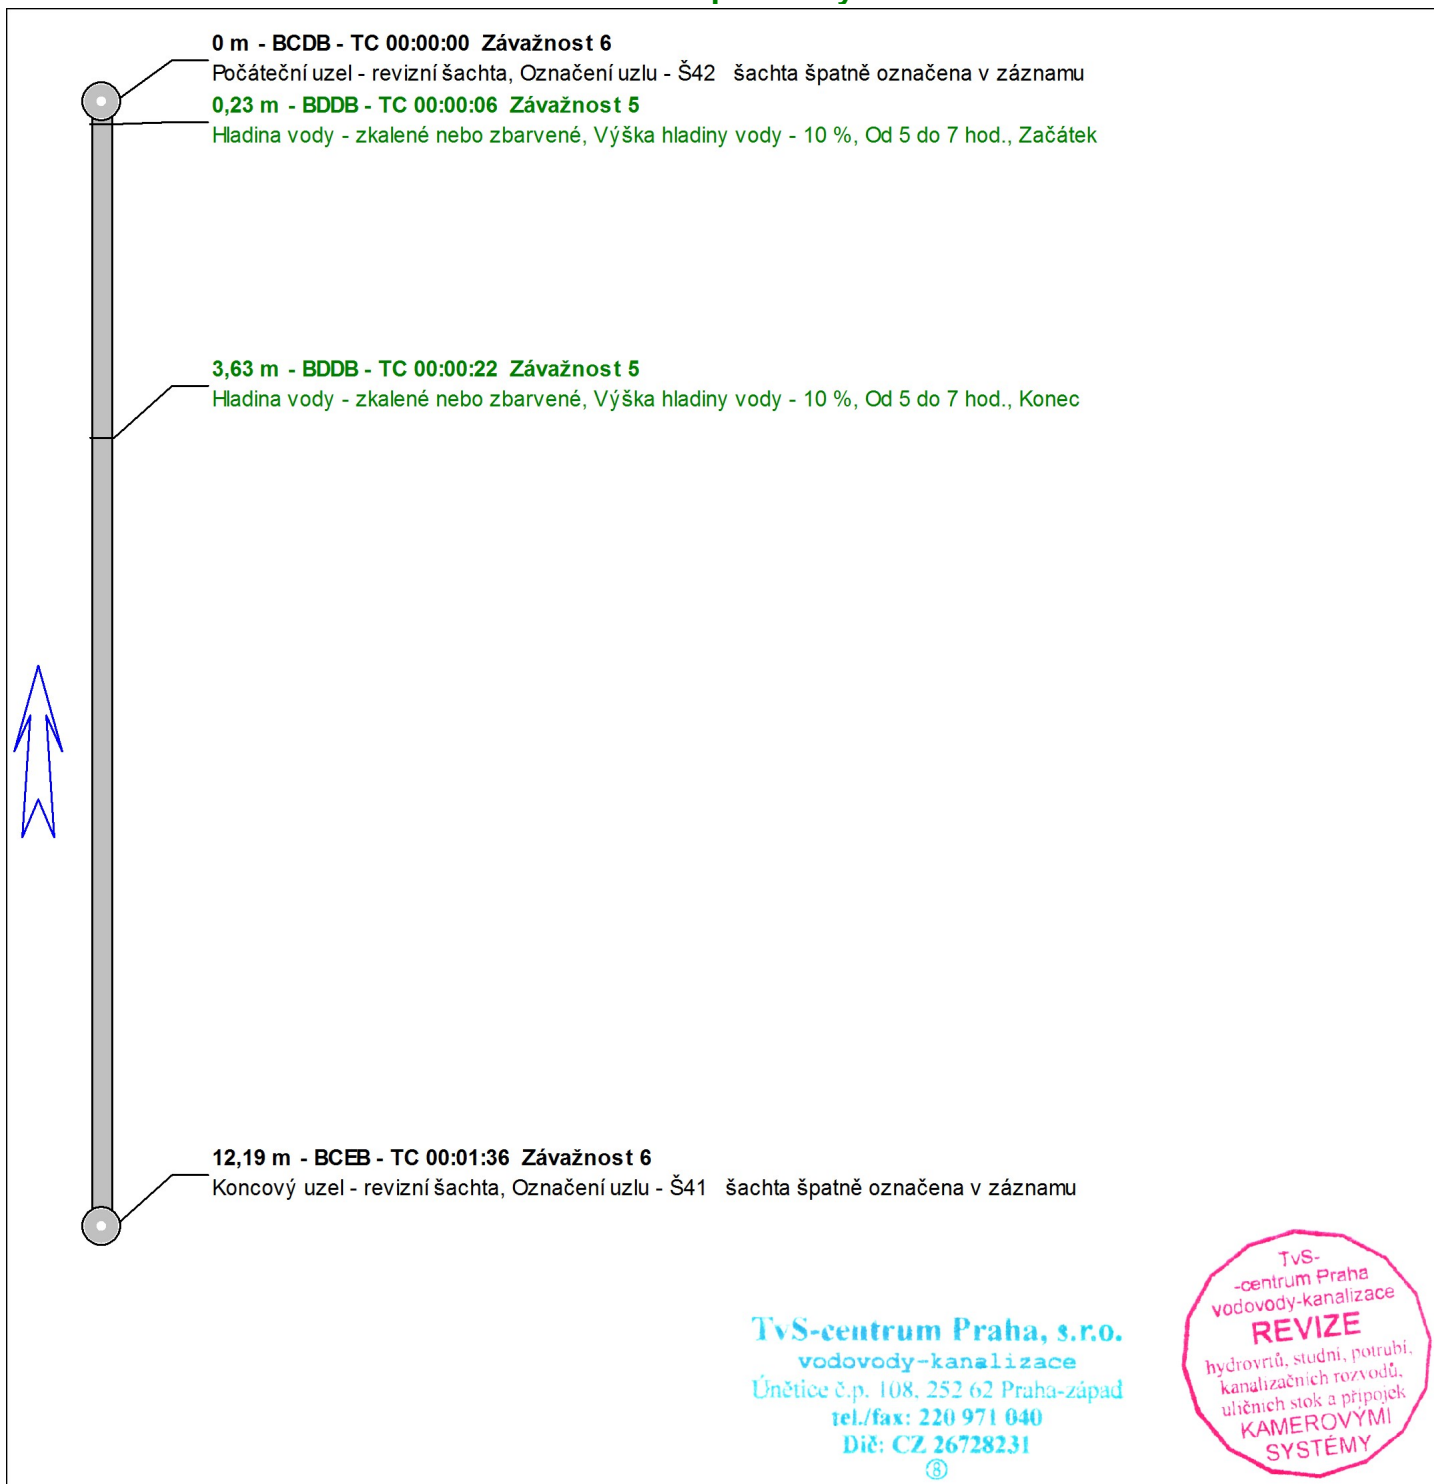 0 m - BCDB - TC 00:00:00 Závažnost 6
Počáteční uzel - revizní šachta, Označení uzlu - Š42 šachta špatně označena v záznamu
0,23 m - BDDB - TC 00:00:06 Závažnost 5
Hladina vody - zkalené nebo zbarvené, Výška hladiny vody - 10 %, Od 5 do 7 hod., Začátek
3,63 m - BDDB - TC 00:00:22 Závažnost 5
Hladina vody - zkalené nebo zbarvené, Výška hladiny vody - 10 %, Od 5 do 7 hod., Konec
12,19 m - BCEB - TC 00:01:36 Závažnost 6
Koncový uzel - revizní šachta, Označení uzlu - Š41 šachta špatně označena v záznamu
TvS-centrum Praha, s.r.o.
vodovody-kanalizace
Únětice č.p. 108, 252 62 Praha-západ
tel./fax: 220 971 040
Dič: CZ 26728231
⑧
TvS-
-centrum Praha
vodovody-kanalizace
REVIZE
hydrovrtů, studní, potrubí,
kanalizačních rozvodů,
uličních stok a přípojek
KAMEROVÝMI
SYSTÉMY